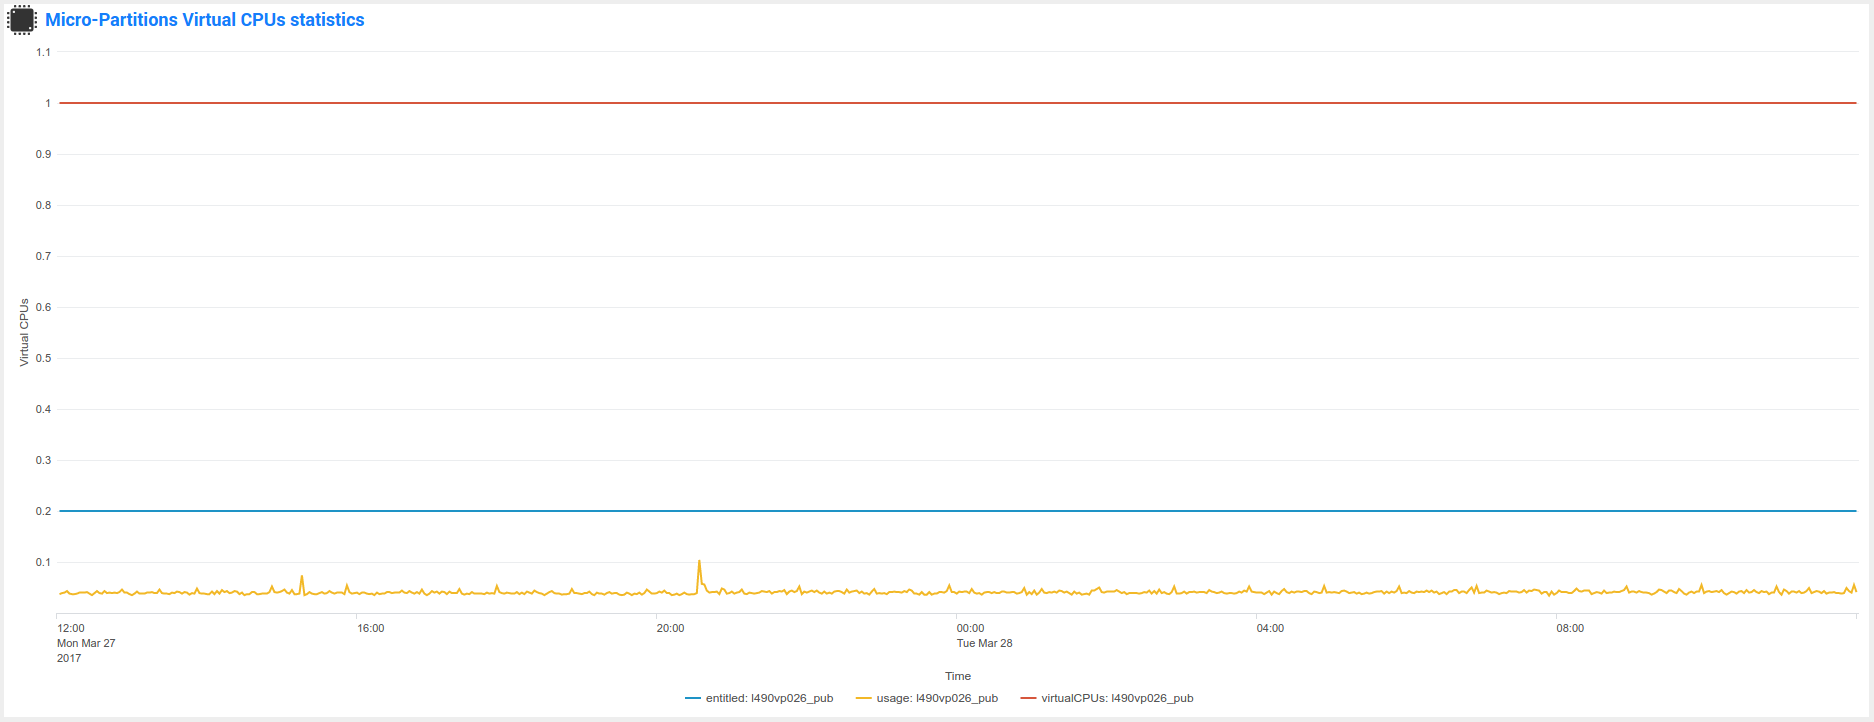 Micro-Partitions Virtual CPUs statistics
1.1
1
0.9
0.8
0.7
0.6
0.5
0.4
0.3
0.2
0.1
Virtual CPUs
12:00 16:00 20:00 00:00 04:00 08:00
Mon Mar 27 Tue Mar 28
2017
Time
entitled: l490vp026_pub usage: l490vp026_pub virtualCPUs: l490vp026_pub